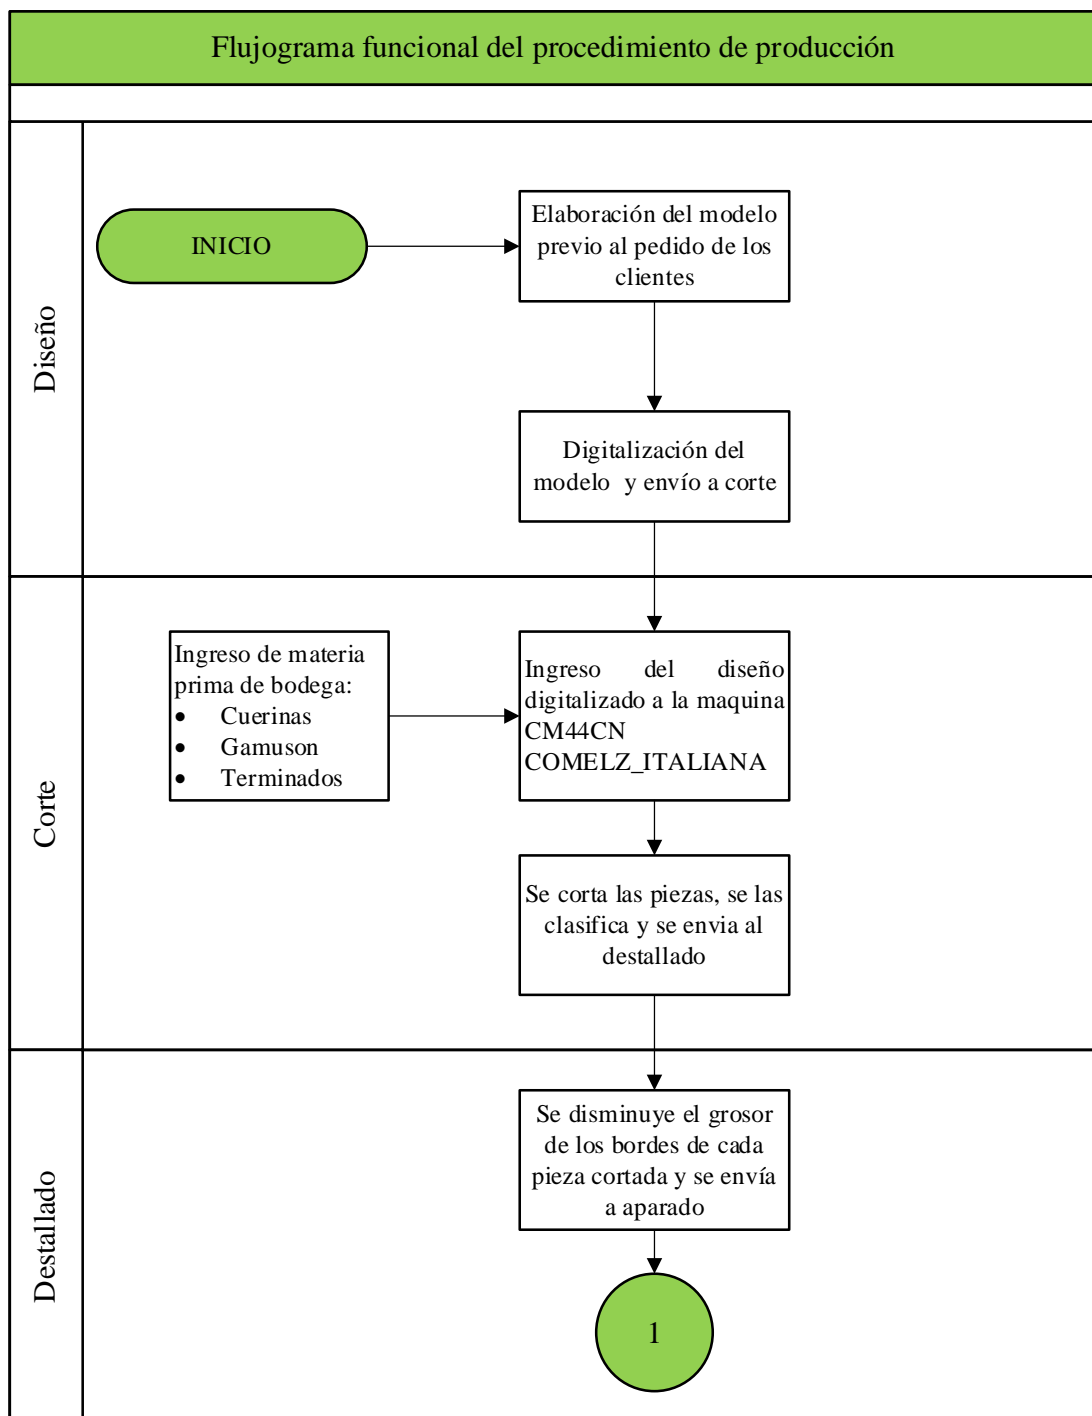 Flujograma funcional del procedimiento de producción
Diseño
INICIO
Elaboración del modelo
previo al pedido de los
clientes
Digitalización del
modelo y envío a corte
Corte
Ingreso de materia
prima de bodega:
• Cuerinas
• Gamuson
• Terminados
Ingreso del diseño
digitalizado a la maquina
CM44CN
COMELZ_ITALIANA
Se corta las piezas, se las
clasifica y se envia al
destallado
Destallado
Se disminuye el grosor
de los bordes de cada
pieza cortada y se envía
a aparado
1